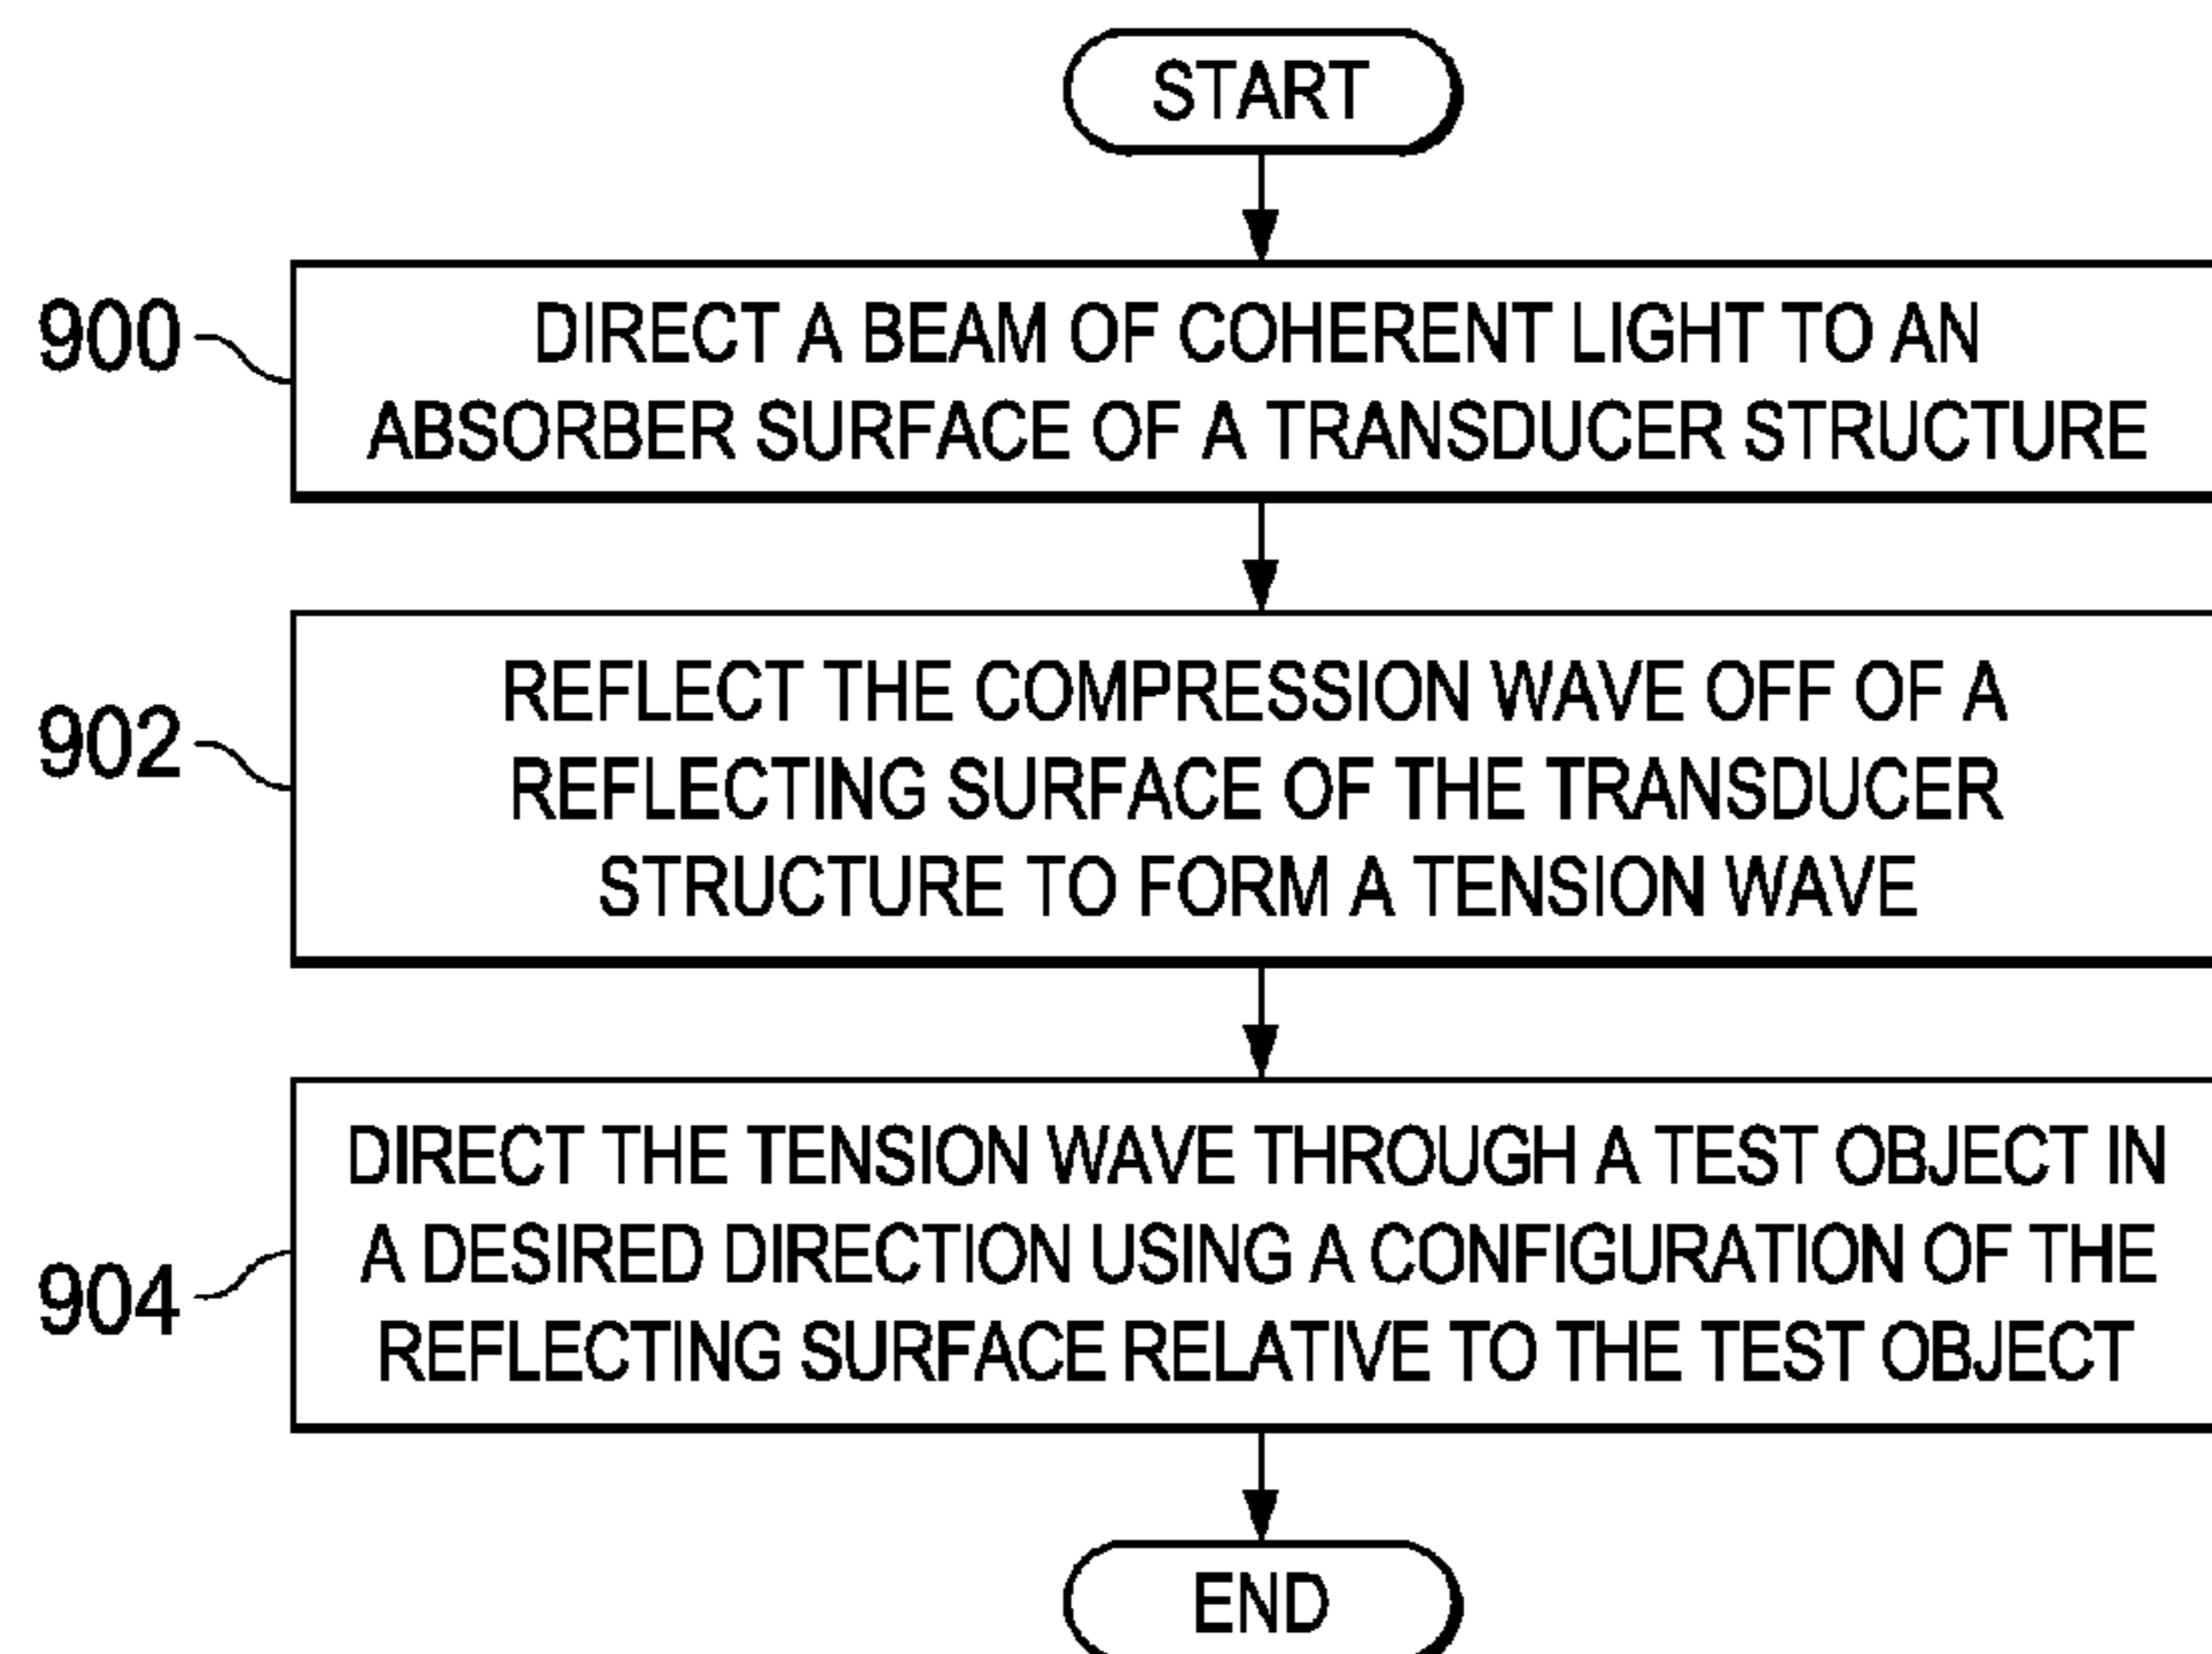 START
900
DIRECT A BEAM OF COHERENT LIGHT TO AN
ABSORBER SURFACE OF A TRANSDUCER STRUCTURE
902
REFLECT THE COMPRESSION WAVE OFF OF A
REFLECTING SURFACE OF THE TRANSDUCER
STRUCTURE TO FORM A TENSION WAVE
904
DIRECT THE TENSION WAVE THROUGH A TEST OBJECT IN
A DESIRED DIRECTION USING A CONFIGURATION OF THE
REFLECTING SURFACE RELATIVE TO THE TEST OBJECT
END